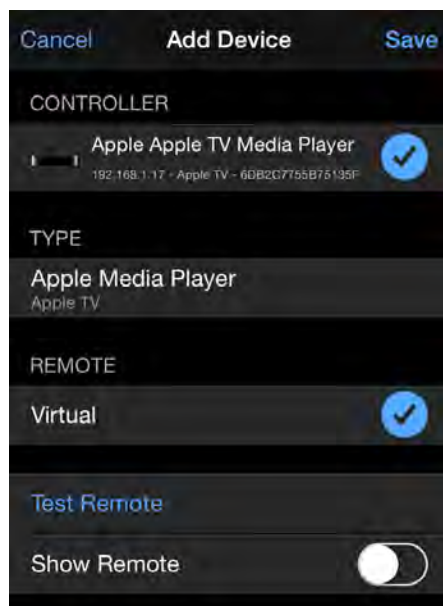 Cancel Add Device Save
CONTROLLER
Apple Apple TV Media Player
192.168.1.17 - Apple TV - 6DB2C7755B75135F
TYPE
Apple Media Player
Apple TV
REMOTE
Virtual
Test Remote
Show Remote